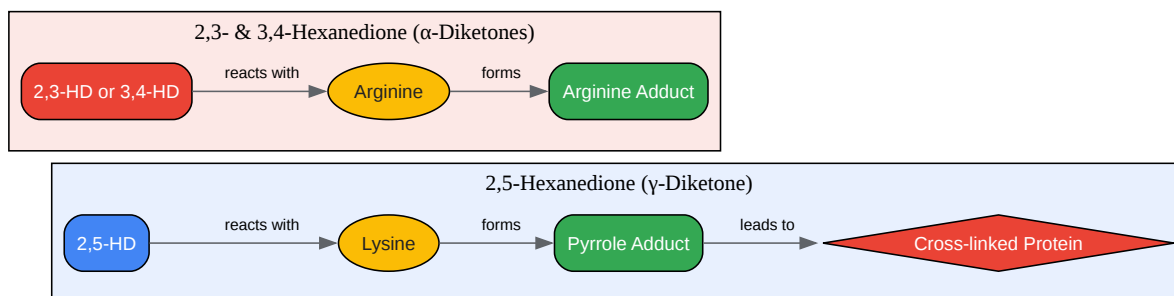 2,3- & 3,4-Hexanedione (α-Diketones)
2,3-HD or 3,4-HD
reacts with
Arginine
forms
Arginine Adduct
2,5-Hexanedione (γ-Diketone)
2,5-HD
reacts with
Lysine
forms
Pyrrole Adduct
leads to
Cross-linked Protein